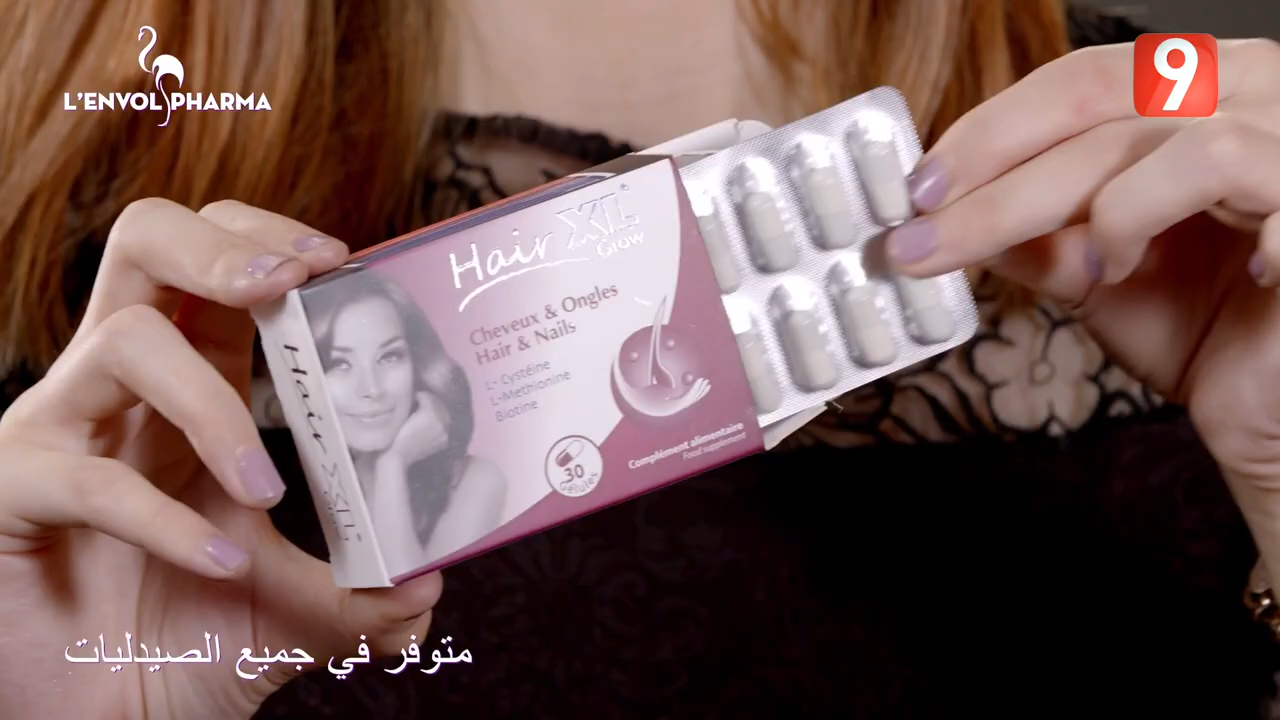 L'ENVOL PHARMA
9
Hair XL
Grow
Cheveux & Ongles
Hair & Nails
L- Cystéine
L-Methionine
Biotine
30
Gélules
Complément alimentaire
Food supplement
Hair XL
متوفر في جميع الصيدليات